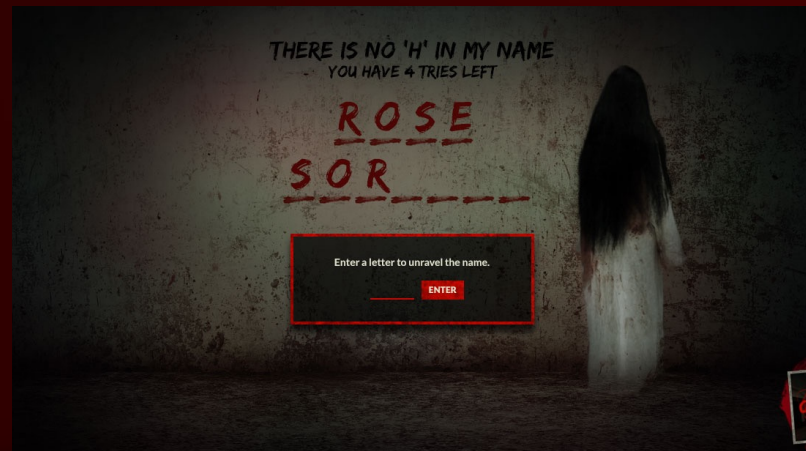 THERE IS NO 'H' IN MY NAME
YOU HAVE 4 TRIES LEFT
ROSE
SOR____
Enter a letter to unravel the name.
ENTER